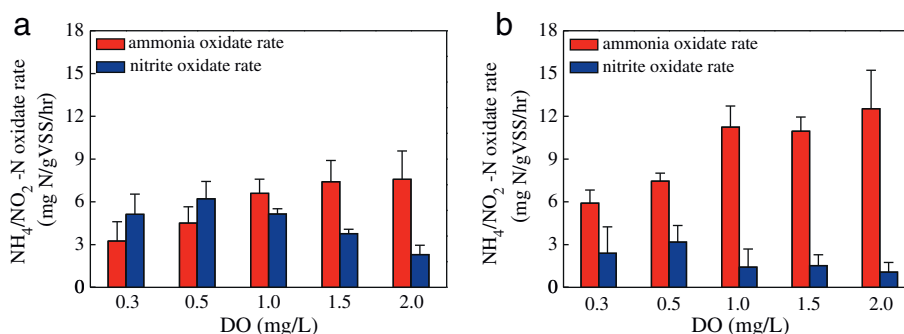 a
18
15
12
9
6
3
0
NH4/NO2 -N oxidate rate
(mg N/gVSS/hr)
ammonia oxidate rate
nitrite oxidate rate
0.3 0.5 1.0 1.5 2.0
DO (mg/L)
b
18
15
12
9
6
3
0
NH4/NO2 -N oxidate rate
(mg N/gVSS/hr)
ammonia oxidate rate
nitrite oxidate rate
0.3 0.5 1.0 1.5 2.0
DO (mg/L)